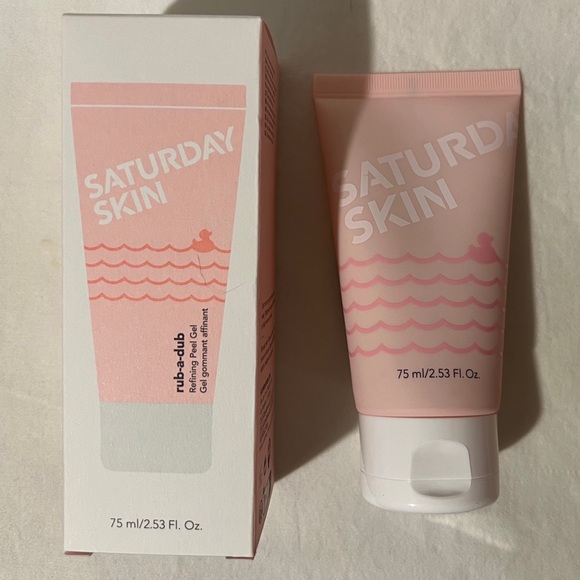 SATURDAY
SKIN
rub-a-dub
Refining Peel Gel
Gel gommant affinant
75 ml/2.53 Fl. Oz.
SATURDA
SKIN
75 ml/2.53 Fl. Oz.